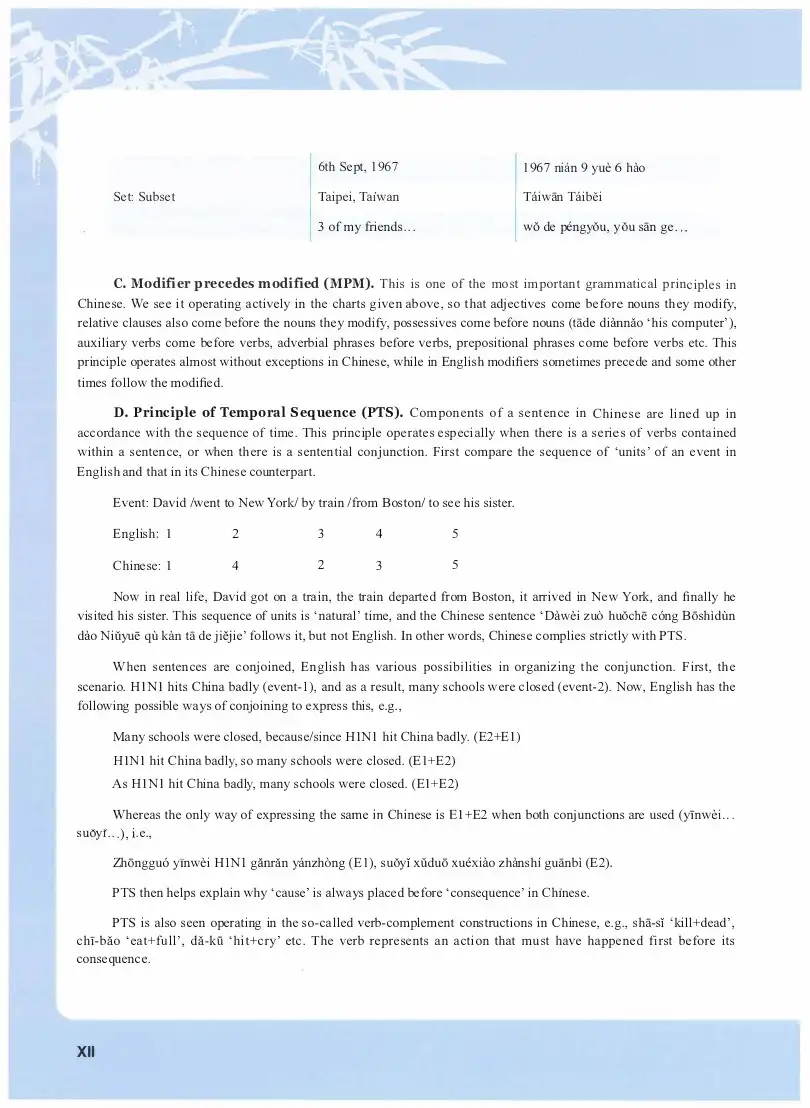 6th Sept, 1967 1967 nián 9 yuè 6 hào
Set: Subset Taipei, Taíwan Táiwān Táiběi
3 of my friends… wǒ de péngyǒu, yǒu sān ge…
C. Modifier precedes modified (MPM). This is one of the most important grammatical principles in
Chinese. We see it operating actively in the charts given above, so that adjectives come before nouns they modify,
relative clauses also come before the nouns they modify, possessives come before nouns (tāde diànnǎo ‘his computer’),
auxiliary verbs come before verbs, adverbial phrases before verbs, prepositional phrases come before verbs etc. This
principle operates almost without exceptions in Chinese, while in English modifiers sometimes precede and some other
times follow the modified.
D. Principle of Temporal Sequence (PTS). Components of a sentence in Chinese are lined up in
accordance with the sequence of time. This principle operates especially when there is a series of verbs contained
within a sentence, or when there is a sentential conjunction. First compare the sequence of ‘units’ of an event in
English and that in its Chinese counterpart.
Event: David /went to New York/ by train /from Boston/ to see his sister.
English: 1 2 3 4 5
Chinese: 1 4 2 3 5
Now in real life, David got on a train, the train departed from Boston, it arrived in New York, and finally he
visited his sister. This sequence of units is ‘natural’ time, and the Chinese sentence ‘Dàwèi zuò huǒchē cóng Bōshìdùn
dào Niǔyuē qù kàn tā de jiějie’ follows it, but not English. In other words, Chinese complies strictly with PTS.
When sentences are conjoined, English has various possibilities in organizing the conjunction. First, the
scenario. H1N1 hits China badly (event-1), and as a result, many schools were closed (event-2). Now, English has the
following possible ways of conjoining to express this, e.g.,
Many schools were closed, because/since H1N1 hit China badly. (E2+E1)
H1N1 hit China badly, so many schools were closed. (E1+E2)
As H1N1 hit China badly, many schools were closed. (E1+E2)
Whereas the only way of expressing the same in Chinese is E1+E2 when both conjunctions are used (yīnwèi…
suǒyǐ…), i.e.,
Zhōngguó yīnwèi H1N1 gǎnrǎn yánzhòng (E1), suǒyǐ xǔduō xuéxiào zhànshí guānbì (E2).
PTS then helps explain why ‘cause’ is always placed before ‘consequence’ in Chinese.
PTS is also seen operating in the so-called verb-complement constructions in Chinese, e.g., shā-sǐ ‘kill+dead’,
chī-bǎo ‘eat+full’, dǎ-kū ‘hit+cry’ etc. The verb represents an action that must have happened first before its
consequence.
XII